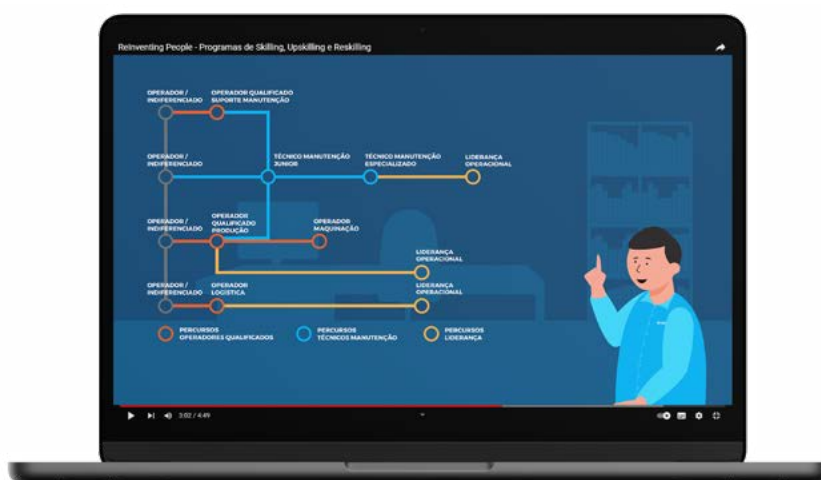 Reinventing People - Programas de Skilling, Upskilling e Reskilling
OPERADOR /
INDIFERENCIADO
OPERADOR QUALIFICADO
SUPORTE MANUTENÇÃO
OPERADOR /
INDIFERENCIADO
TÉCNICO MANUTENÇÃO
JUNIOR
TÉCNICO MANUTENÇÃO
ESPECIALIZADO
LIDERANÇA
OPERACIONAL
OPERADOR /
INDIFERENCIADO
OPERADOR
QUALIFICADO
PRODUÇÃO
OPERADOR
MAQUINAÇÃO
LIDERANÇA
OPERACIONAL
OPERADOR /
INDIFERENCIADO
OPERADOR
LOGÍSTICA
LIDERANÇA
OPERACIONAL
PERCURSOS
OPERADORES QUALIFICADOS
PERCURSOS
TÉCNICOS MANUTENÇÃO
PERCURSOS
LIDERANÇA
3:02 / 4:49